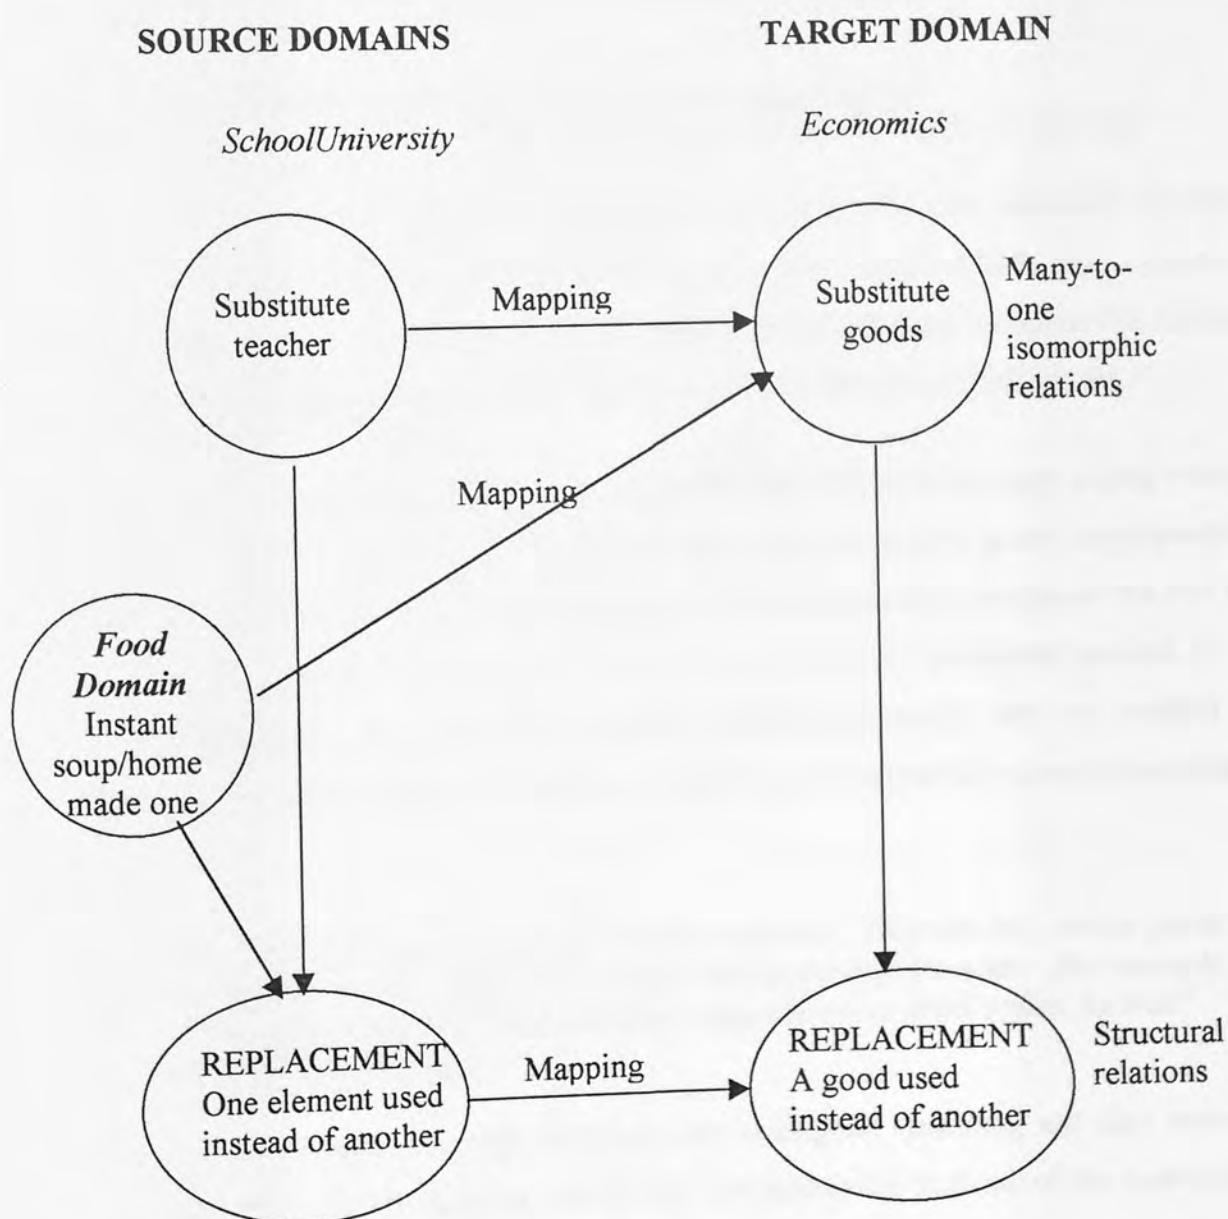 SOURCE DOMAINS
TARGET DOMAIN
SchoolUniversity
Economics
Substitute
teacher
Mapping
Substitute
goods
Many-to-
one
isomorphic
relations
Mapping
Food
Domain
Instant
soup/home
made one
REPLACEMENT
One element used
instead of another
Mapping
REPLACEMENT
A good used
instead of another
Structural
relations